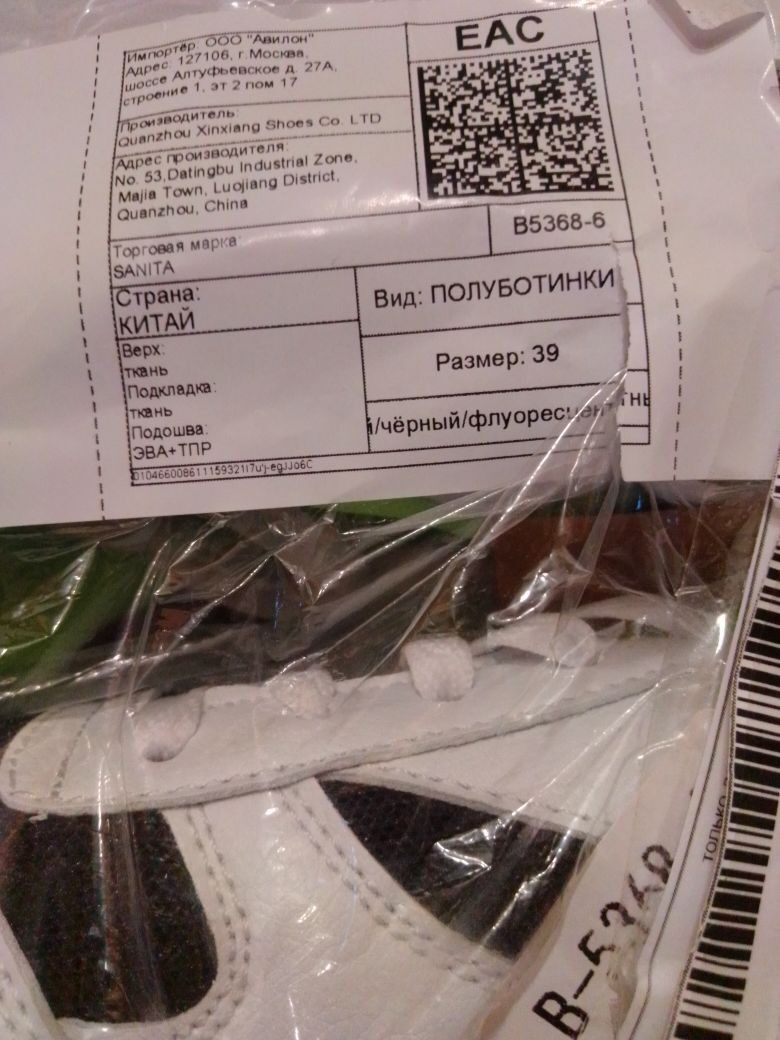 Импортёр: ООО "Авилон"
Адрес: 127106, г.Москва,
шоссе Алтуфьевское д. 27А,
строение 1, эт 2 пом 17
Производитель:
Quanzhou Xinxiang Shoes Co. LTD
Адрес производителя:
No. 53,Datingbu Industrial Zone,
Majia Town, Luojiang District,
Quanzhou, China
EAC
B5368-6
Торговая марка:
SANITA
Страна:
КИТАЙ
Вид: ПОЛУБОТИНКИ
Размер: 39
й/чёрный/флуоресцентны
Верх:
ткань
Подкладка:
ткань
Подошва:
ЭВА+ТПР
только
B-5368